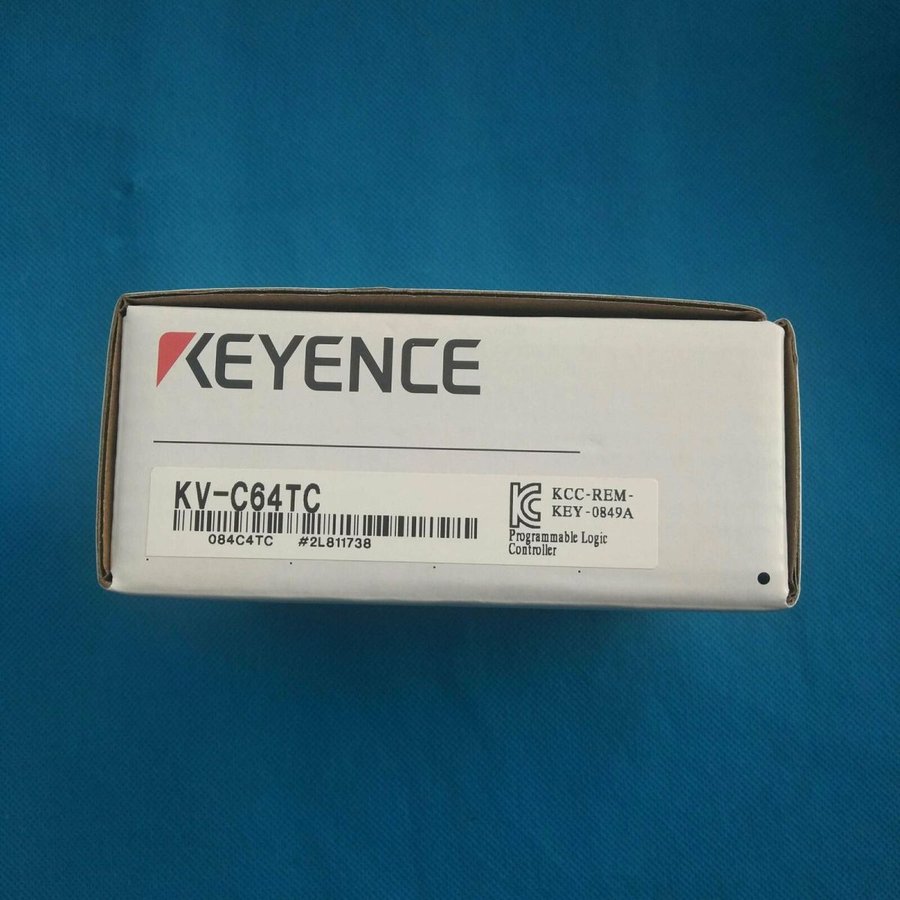 KEYENCE
KV-C64TC
084C4TC #2L811738
KCC-REM-
KEY-0849A
Programmable Logic
Controller